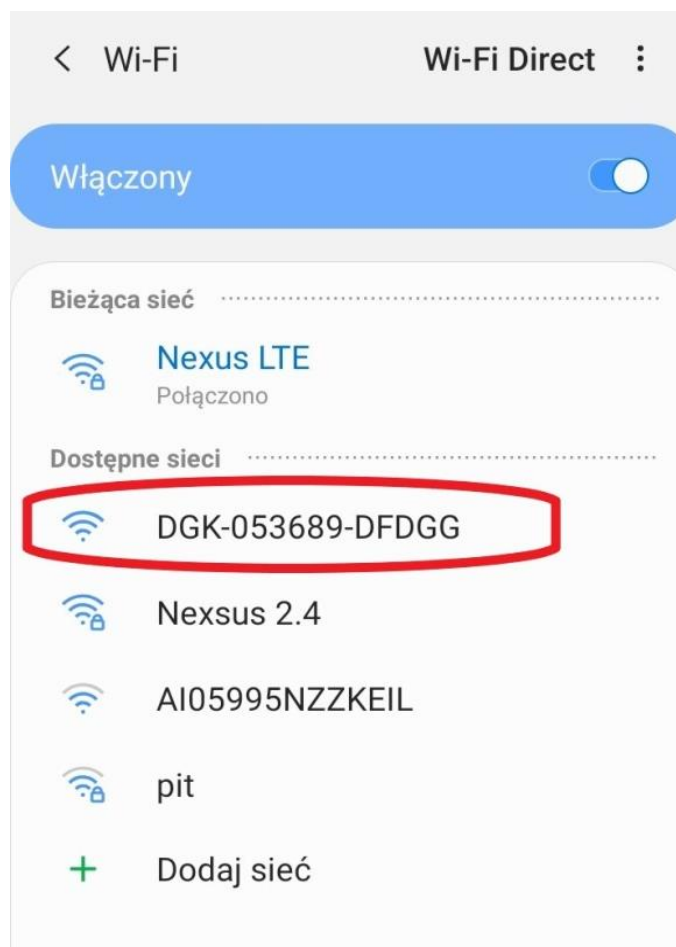 Wi-Fi Wi-Fi Direct
Włączony
Bieżąca sieć
Nexus LTE
Połączono
Dostępne sieci
DGK-053689-DFDGG
Nexsus 2.4
AI05995NZZKEIL
pit
Dodaj sieć